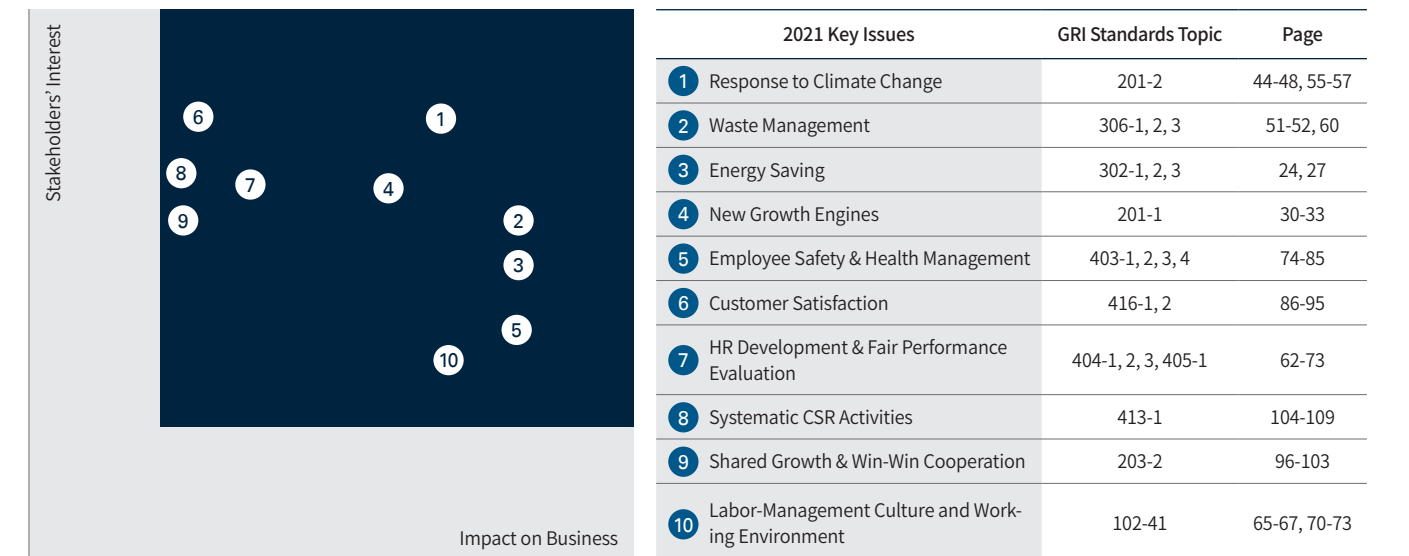 Stakeholders' Interest
6
1
8
7
4
9
2
3
5
10
Impact on Business
2021 Key Issues GRI Standards Topic Page
1 Response to Climate Change 201-2 44-48, 55-57
2 Waste Management 306-1, 2, 3 51-52, 60
3 Energy Saving 302-1, 2, 3 24, 27
4 New Growth Engines 201-1 30-33
5 Employee Safety & Health Management 403-1, 2, 3, 4 74-85
6 Customer Satisfaction 416-1, 2 86-95
7 HR Development & Fair Performance
Evaluation 404-1, 2, 3, 405-1 62-73
8 Systematic CSR Activities 413-1 104-109
9 Shared Growth & Win-Win Cooperation 203-2 96-103
10 Labor-Management Culture and Work-
ing Environment 102-41 65-67, 70-73